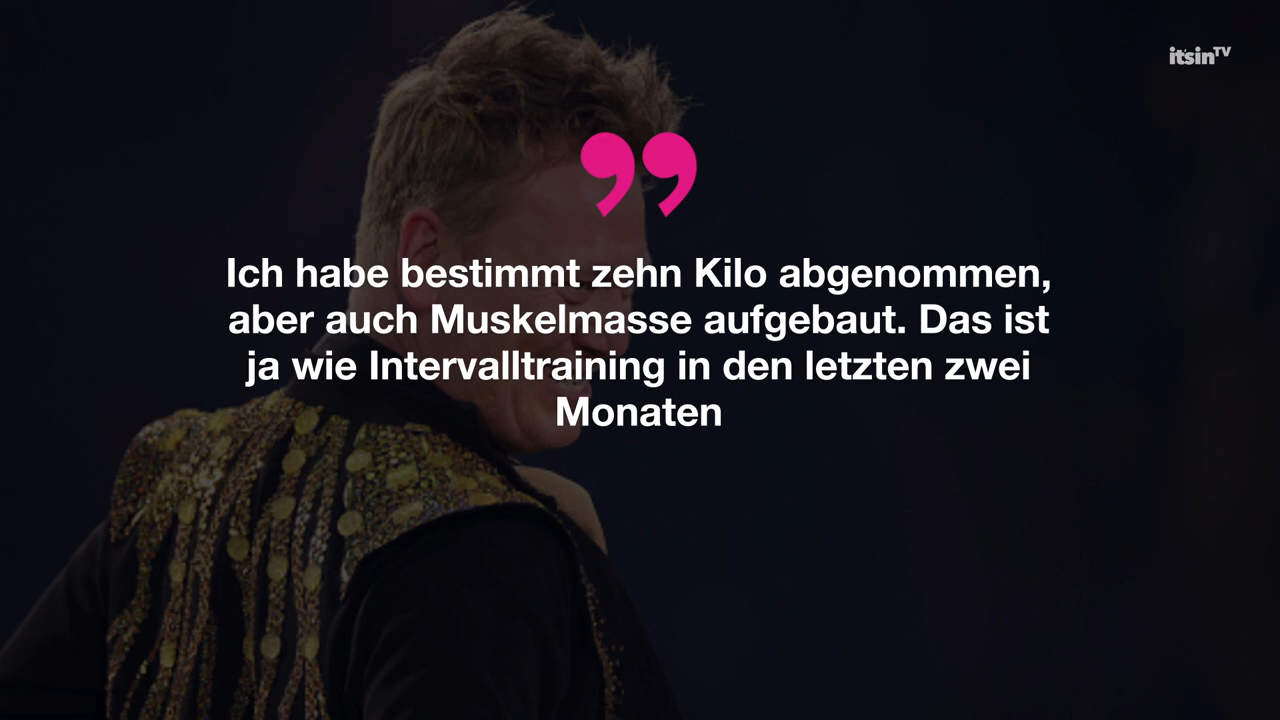 itsinTV
Ich habe bestimmt zehn Kilo abgenommen,
aber auch Muskelmasse aufgebaut. Das ist
ja wie Intervalltraining in den letzten zwei
Monaten